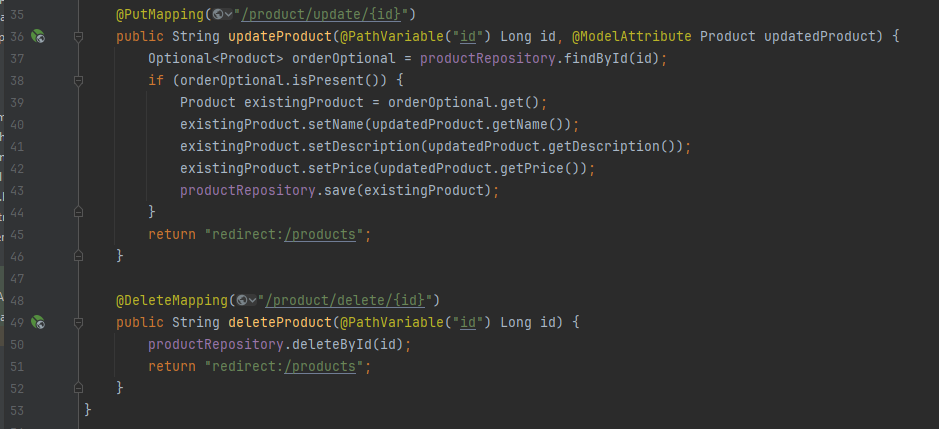 35 @PutMapping("/product/update/{id}")
36 public String updateProduct(@PathVariable("id") Long id, @ModelAttribute Product updatedProduct) {
37 Optional<Product> orderOptional = productRepository.findById(id);
38 if (orderOptional.isPresent()) {
39 Product existingProduct = orderOptional.get();
40 existingProduct.setName(updatedProduct.getName());
41 existingProduct.setDescription(updatedProduct.getDescription());
42 existingProduct.setPrice(updatedProduct.getPrice());
43 productRepository.save(existingProduct);
44 }
45 return "redirect:/products";
46 }
47
48 @DeleteMapping("/product/delete/{id}")
49 public String deleteProduct(@PathVariable("id") Long id) {
50 productRepository.deleteById(id);
51 return "redirect:/products";
52 }
53 }